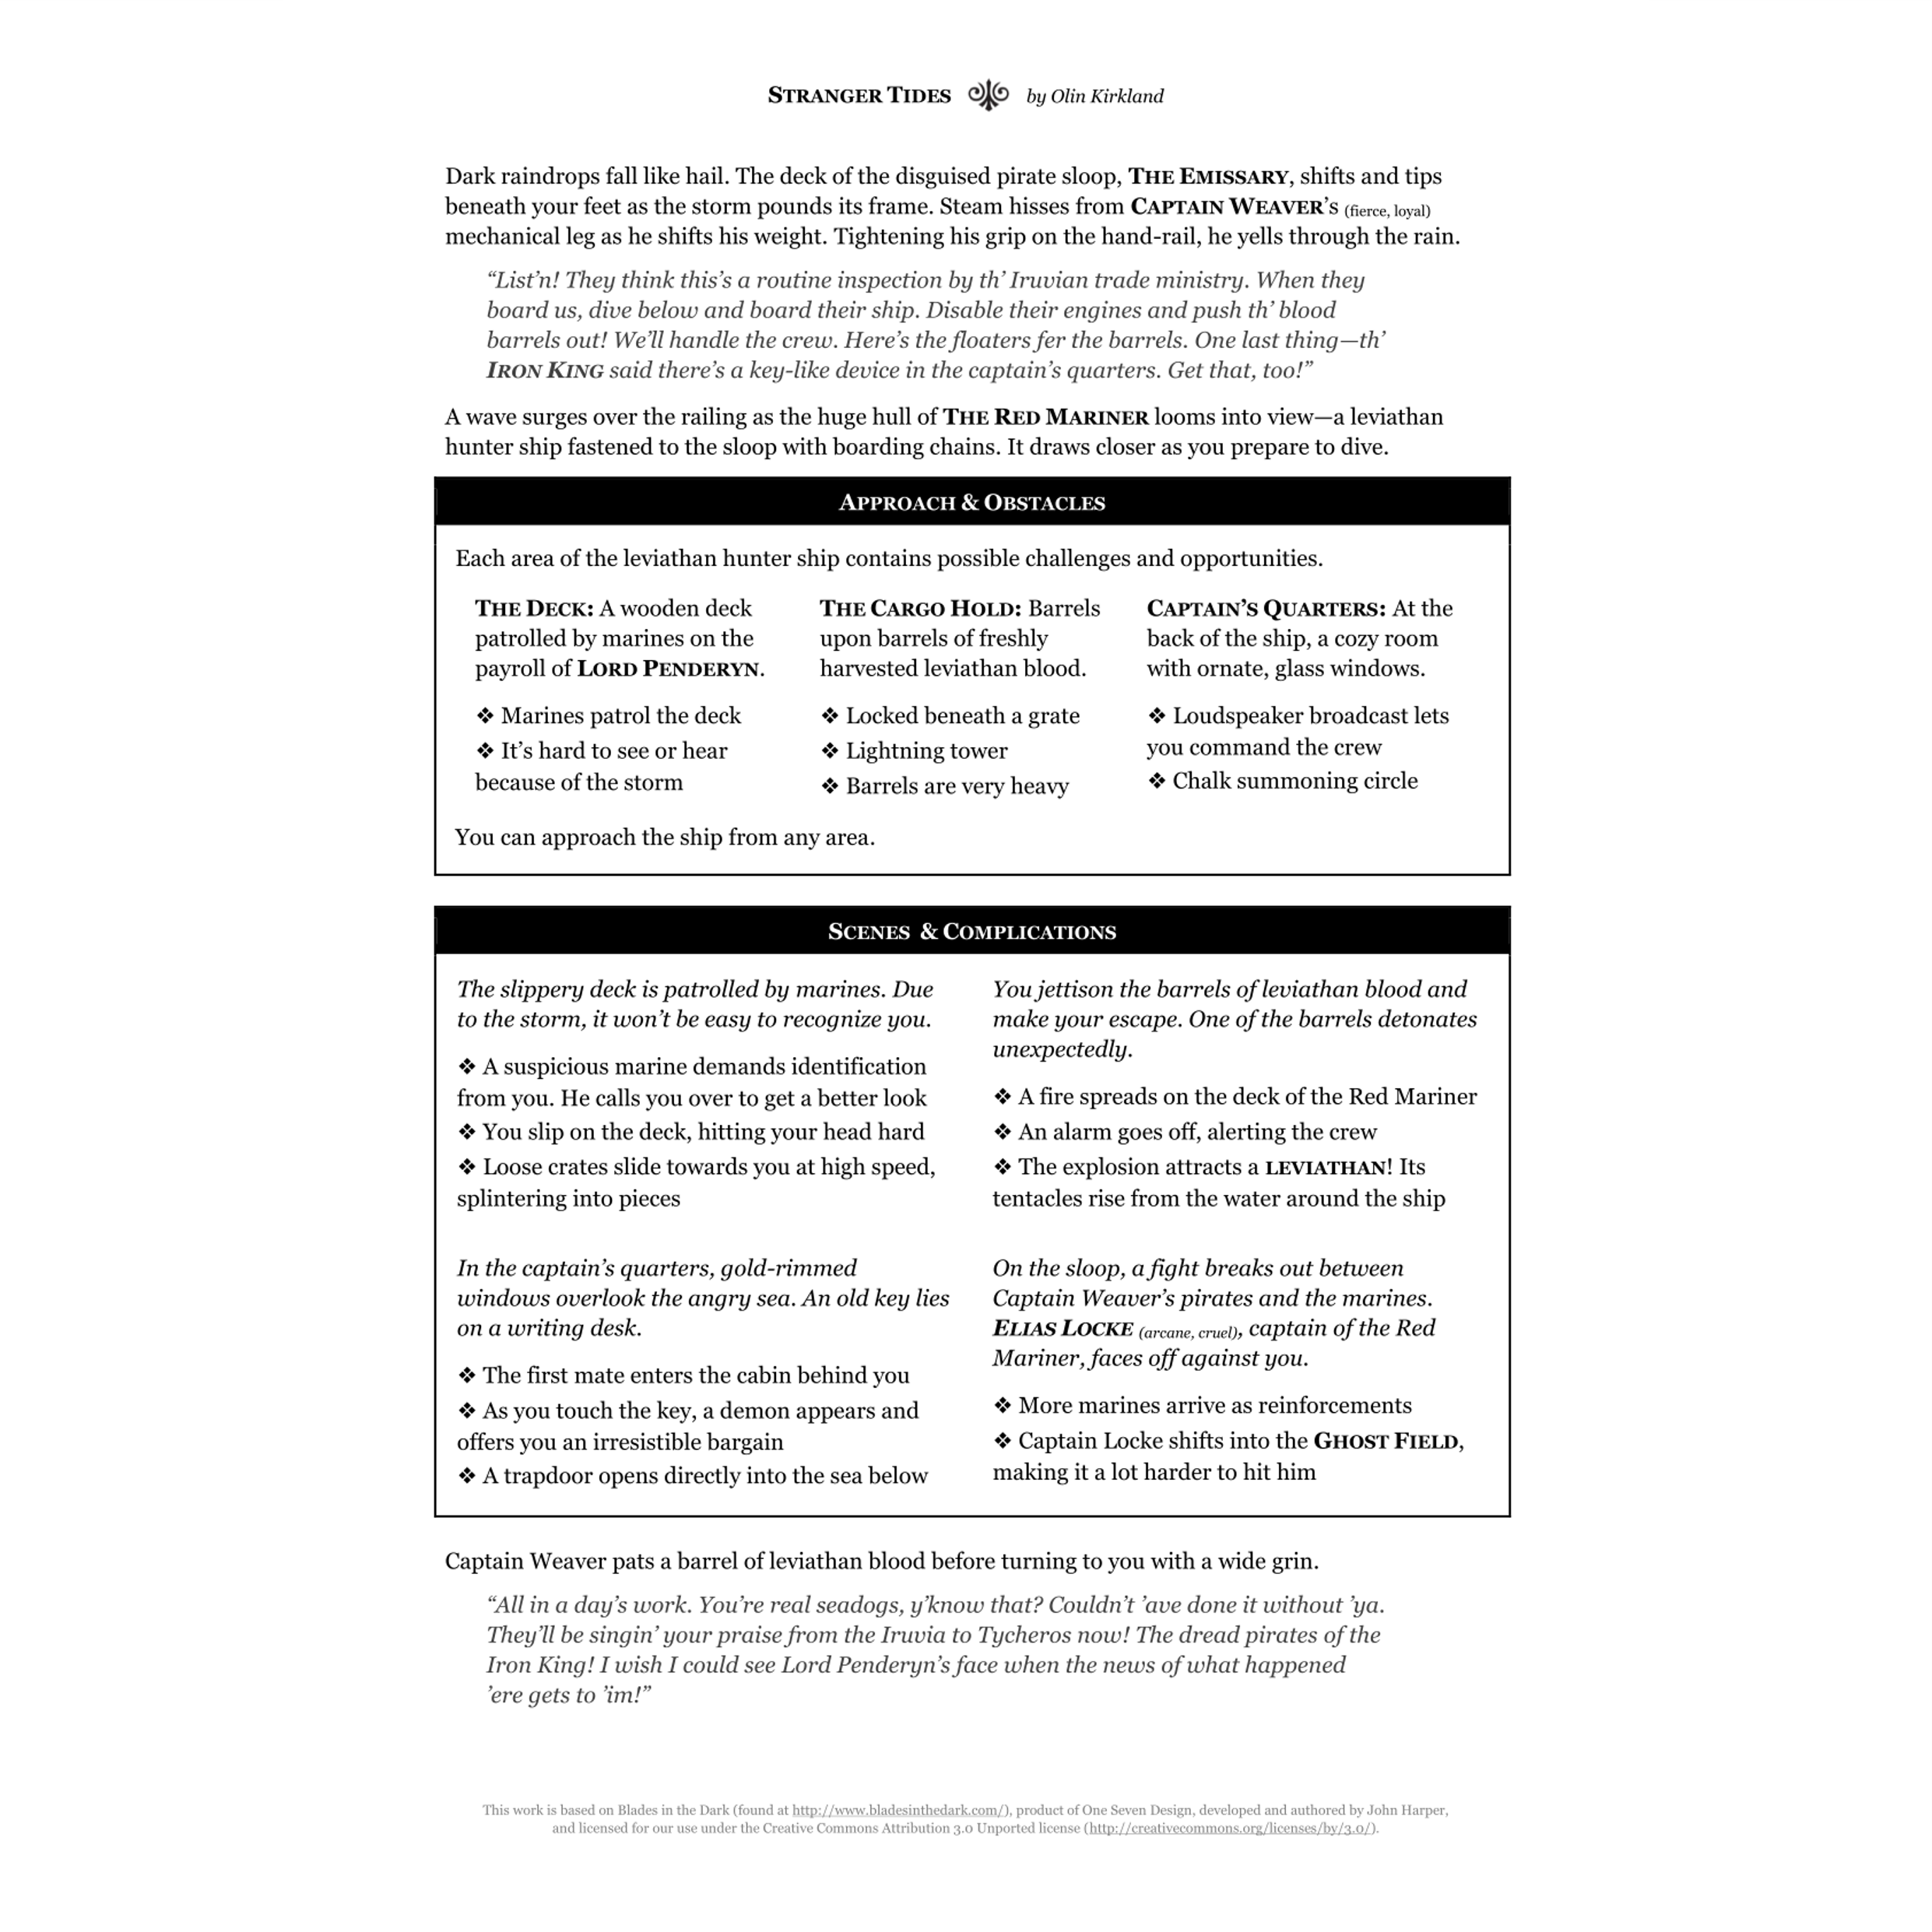 STRANGER TIDES by Olin Kirkland
Dark raindrops fall like hail. The deck of the disguised pirate sloop, THE EMISSARY, shifts and tips
beneath your feet as the storm pounds its frame. Steam hisses from CAPTAIN WEAVER’s (fierce, loyal)
mechanical leg as he shifts his weight. Tightening his grip on the hand-rail, he yells through the rain.
“List’n! They think this’s a routine inspection by th’ Iruvian trade ministry. When they
board us, dive below and board their ship. Disable their engines and push th’ blood
barrels out! We’ll handle the crew. Here’s the floaters fer the barrels. One last thing—th’
IRON KING said there’s a key-like device in the captain’s quarters. Get that, too!”
A wave surges over the railing as the huge hull of THE RED MARINER looms into view—a leviathan
hunter ship fastened to the sloop with boarding chains. It draws closer as you prepare to dive.
APPROACH & OBSTACLES
Each area of the leviathan hunter ship contains possible challenges and opportunities.
THE DECK: A wooden deck
patrolled by marines on the
payroll of LORD PENDERYN.
❖ Marines patrol the deck
❖ It’s hard to see or hear
because of the storm
THE CARGO HOLD: Barrels
upon barrels of freshly
harvested leviathan blood.
❖ Locked beneath a grate
❖ Lightning tower
❖ Barrels are very heavy
CAPTAIN’S QUARTERS: At the
back of the ship, a cozy room
with ornate, glass windows.
❖ Loudspeaker broadcast lets
you command the crew
❖ Chalk summoning circle
You can approach the ship from any area.
SCENES & COMPLICATIONS
The slippery deck is patrolled by marines. Due
to the storm, it won’t be easy to recognize you.
❖ A suspicious marine demands identification
from you. He calls you over to get a better look
❖ You slip on the deck, hitting your head hard
❖ Loose crates slide towards you at high speed,
splintering into pieces
You jettison the barrels of leviathan blood and
make your escape. One of the barrels detonates
unexpectedly.
❖ A fire spreads on the deck of the Red Mariner
❖ An alarm goes off, alerting the crew
❖ The explosion attracts a LEVIATHAN! Its
tentacles rise from the water around the ship
In the captain’s quarters, gold-rimmed
windows overlook the angry sea. An old key lies
on a writing desk.
❖ The first mate enters the cabin behind you
❖ As you touch the key, a demon appears and
offers you an irresistible bargain
❖ A trapdoor opens directly into the sea below
On the sloop, a fight breaks out between
Captain Weaver’s pirates and the marines.
ELIAS LOCKE (arcane, cruel), captain of the Red
Mariner, faces off against you.
❖ More marines arrive as reinforcements
❖ Captain Locke shifts into the GHOST FIELD,
making it a lot harder to hit him
Captain Weaver pats a barrel of leviathan blood before turning to you with a wide grin.
“All in a day’s work. You’re real seadogs, y’know that? Couldn’t ’ave done it without ’ya.
They’ll be singin’ your praise from the Iruvia to Tycheros now! The dread pirates of the
Iron King! I wish I could see Lord Penderyn’s face when the news of what happened
’ere gets to ’im!”
This work is based on Blades in the Dark (found at http://www.bladesinthedark.com/), product of One Seven Design, developed and authored by John Harper,
and licensed for our use under the Creative Commons Attribution 3.0 Unported license (http://creativecommons.org/licenses/by/3.0/).